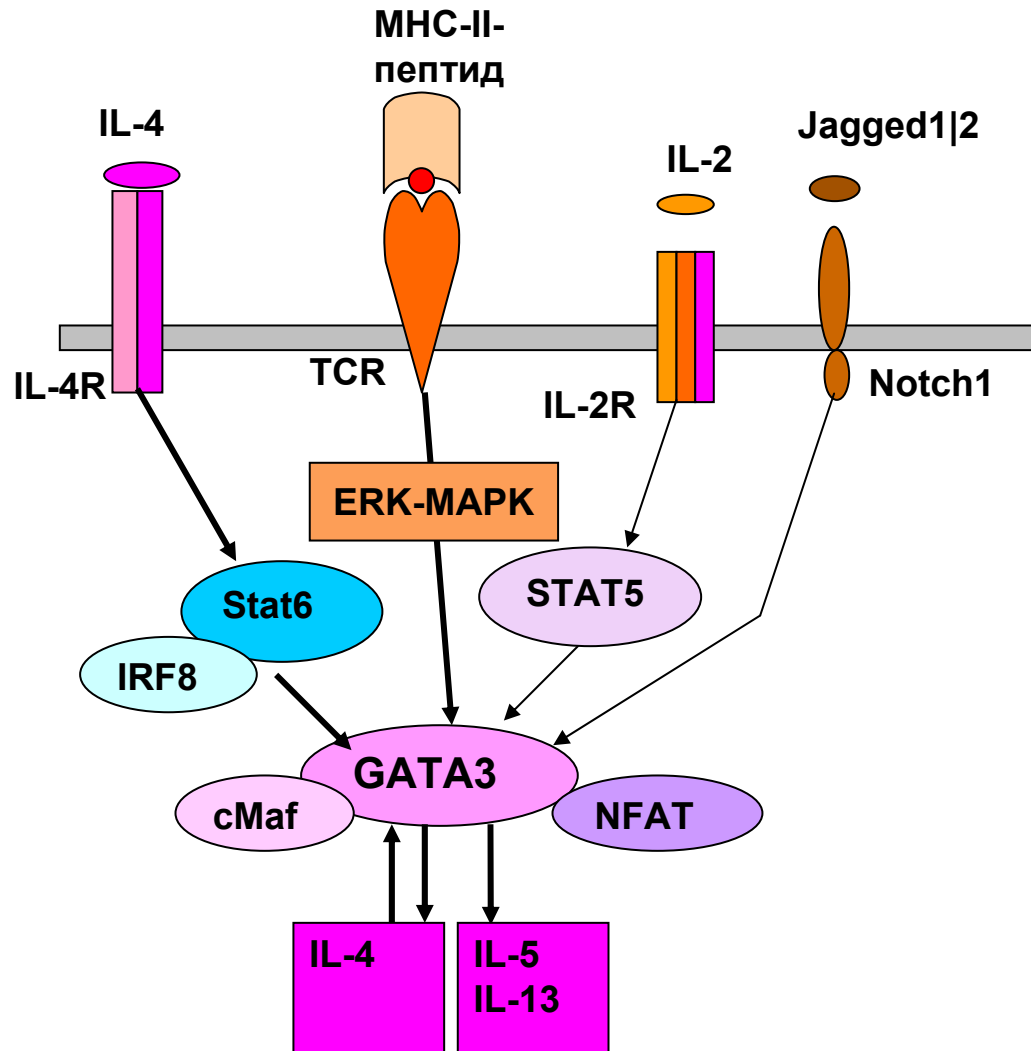 MHC-II-
пептид
IL-4
Jagged1|2
IL-2
IL-4R
TCR
IL-2R
Notch1
ERK-MAPK
Stat6
STAT5
IRF8
GATA3
cMaf
NFAT
IL-4
IL-5
IL-13